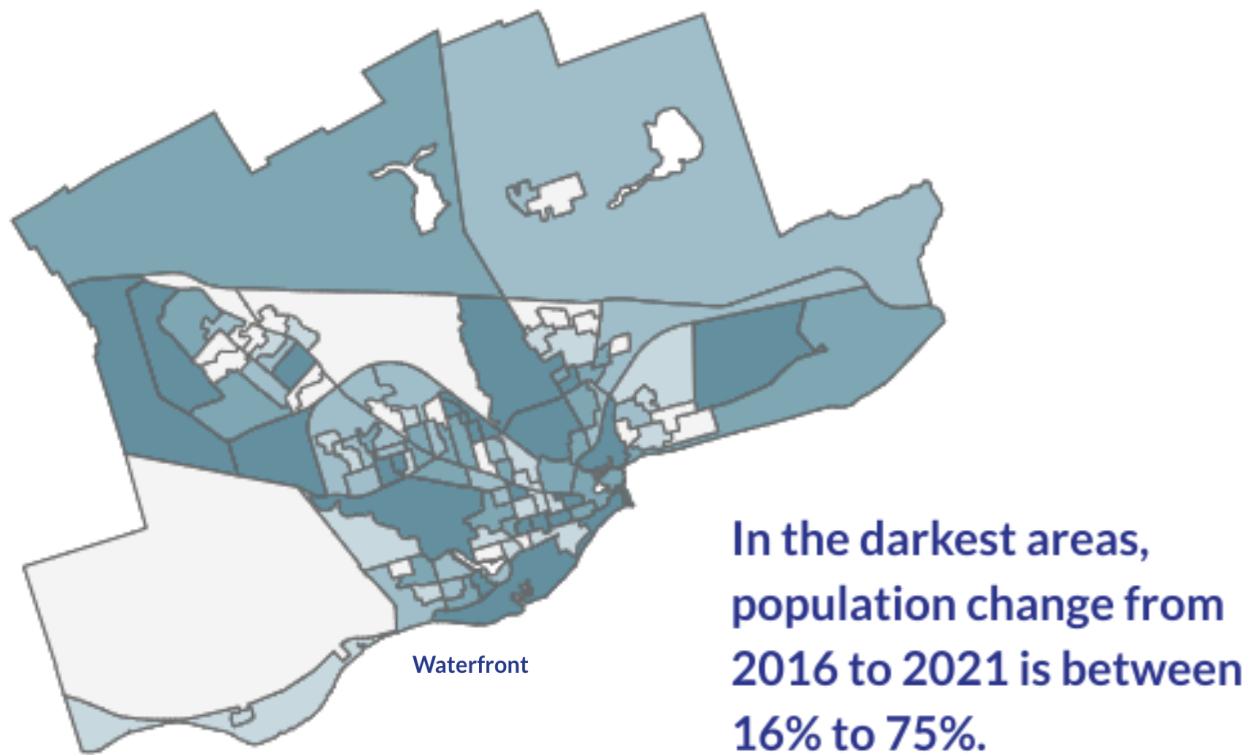 In the darkest areas,
population change from
2016 to 2021 is between
16% to 75%.
Waterfront